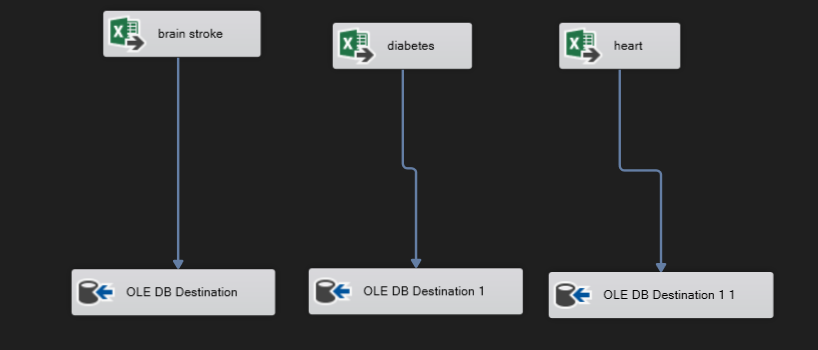 brain stroke
diabetes
heart
OLE DB Destination
OLE DB Destination 1
OLE DB Destination 1 1